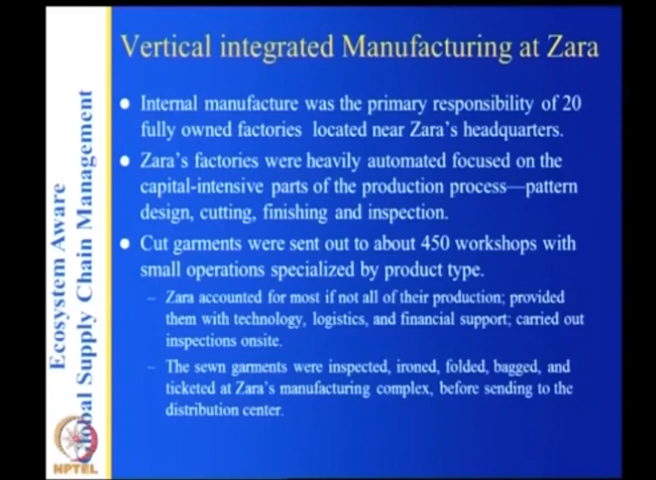 Vertical integrated Manufacturing at Zara
● Internal manufacture was the primary responsibility of 20
fully owned factories located near Zara's headquarters.
● Zara's factories were heavily automated focused on the
capital-intensive parts of the production process—pattern
design, cutting, finishing and inspection.
● Cut garments were sent out to about 450 workshops with
small operations specialized by product type.
– Zara accounted for most if not all of their production; provided
them with technology, logistics, and financial support; carried out
inspections onsite.
– The sewn garments were inspected, ironed, folded, bagged, and
ticketed at Zara's manufacturing complex, before sending to the
distribution center.
Ecosystem Aware
Global Supply Chain Management
NPTEL